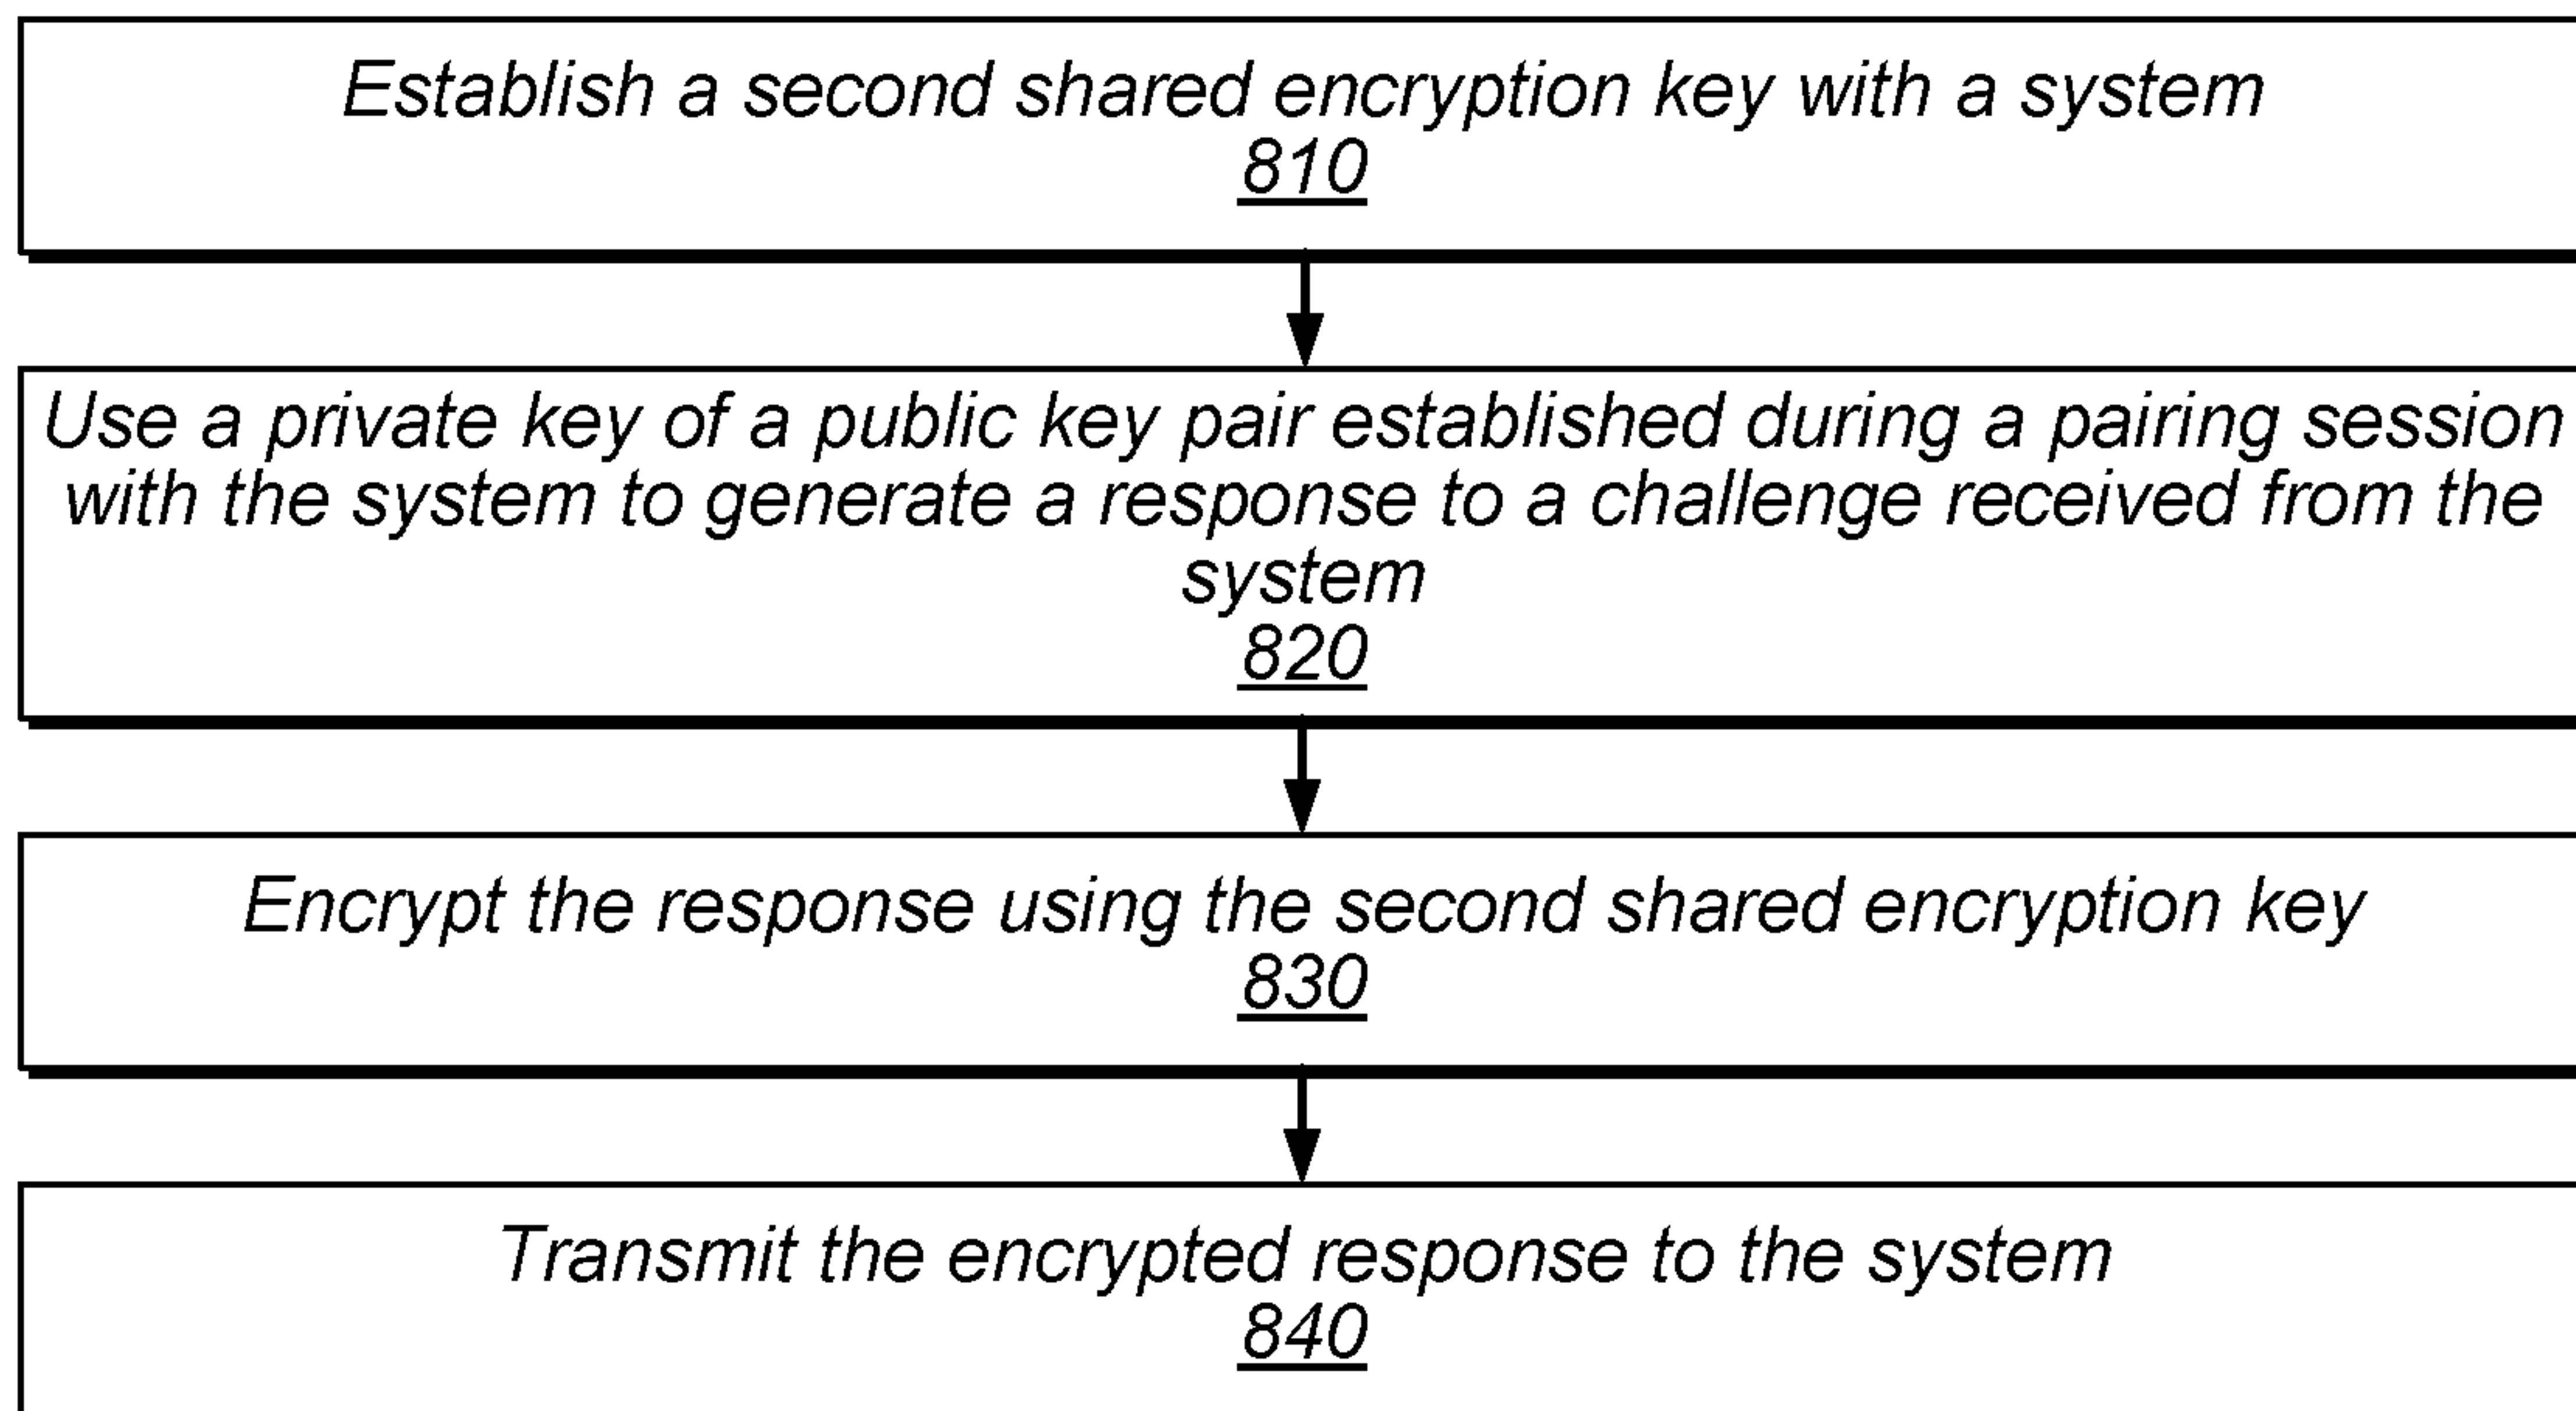 Establish a second shared encryption key with a system
810
Use a private key of a public key pair established during a pairing session
with the system to generate a response to a challenge received from the
system
820
Encrypt the response using the second shared encryption key
830
Transmit the encrypted response to the system
840